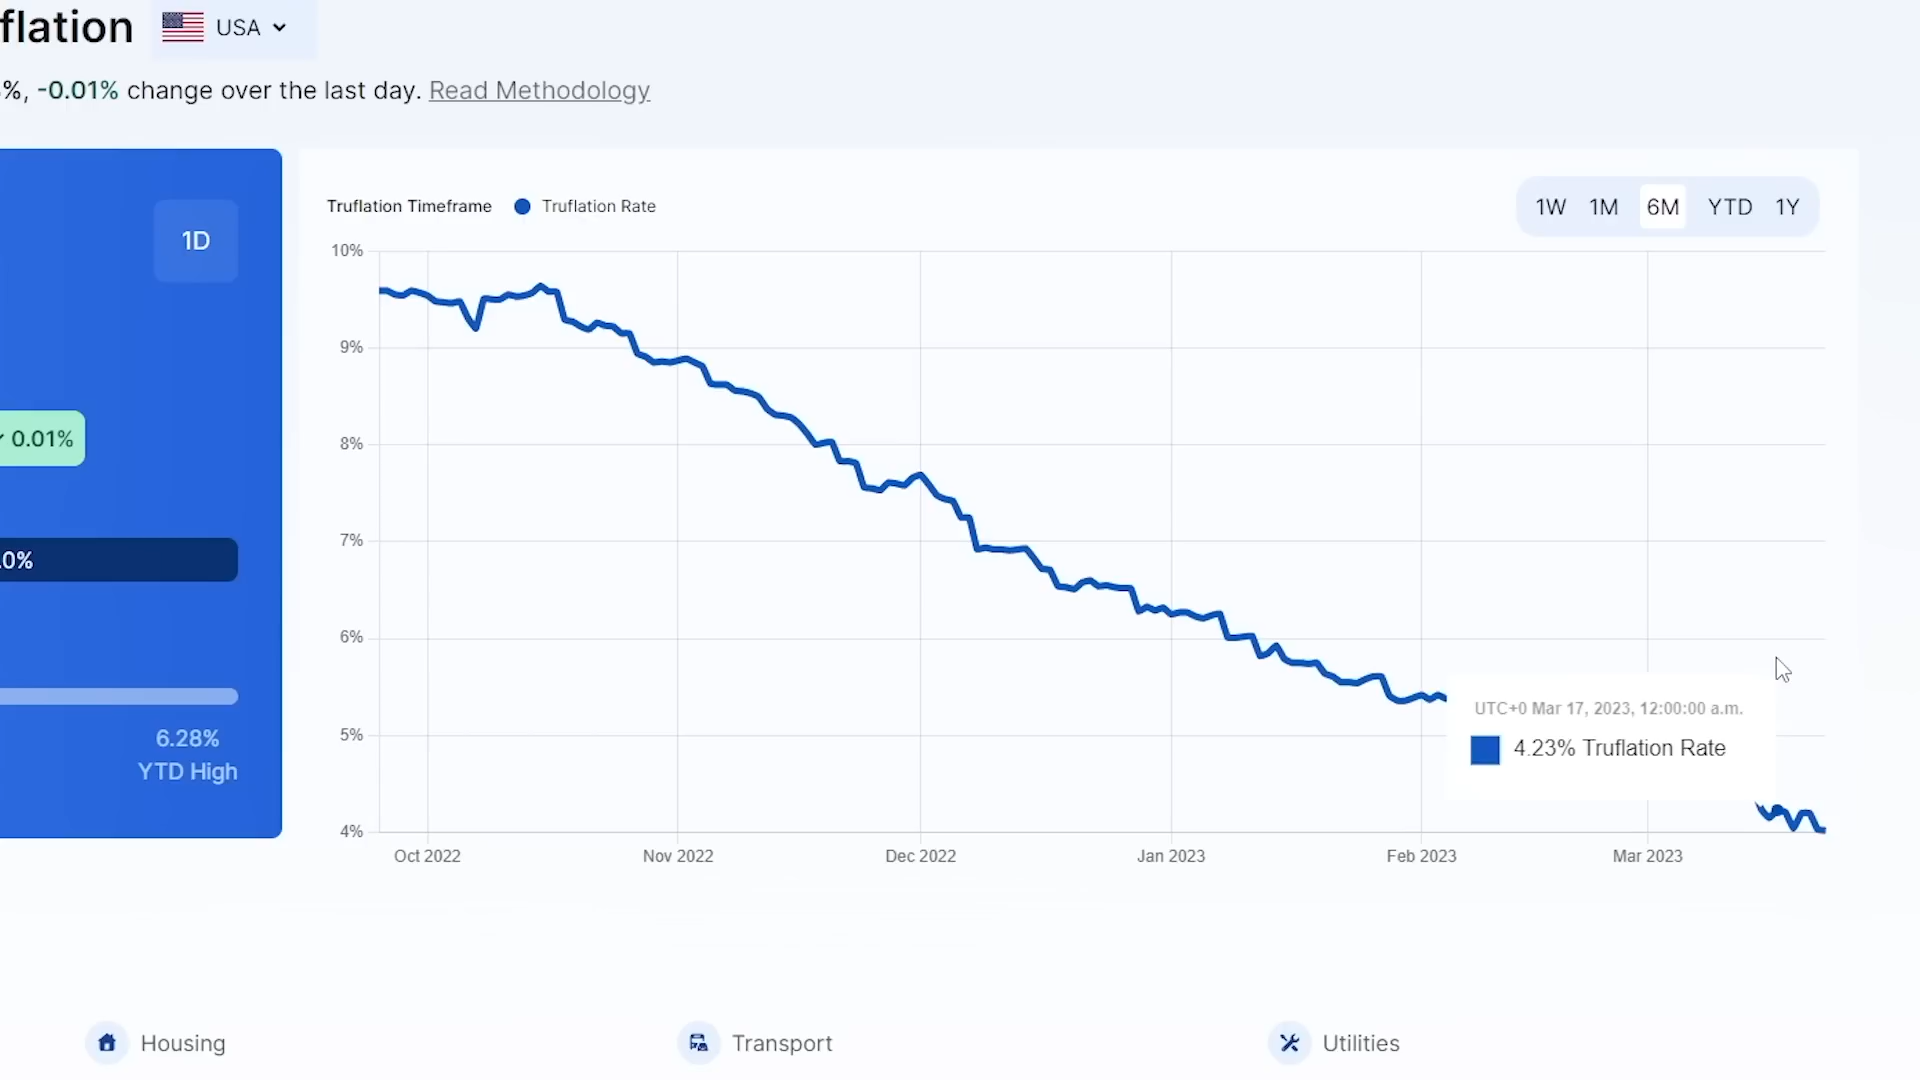 flation USA
%, -0.01% change over the last day. Read Methodology
1D
0.01%
.0%
6.28%
YTD High
Truflation Timeframe Truflation Rate
1W 1M 6M YTD 1Y
10%
9%
8%
7%
6%
5%
4%
UTC+0 Mar 17, 2023, 12:00:00 a.m.
4.23% Truflation Rate
Oct 2022 Nov 2022 Dec 2022 Jan 2023 Feb 2023 Mar 2023
Housing Transport Utilities